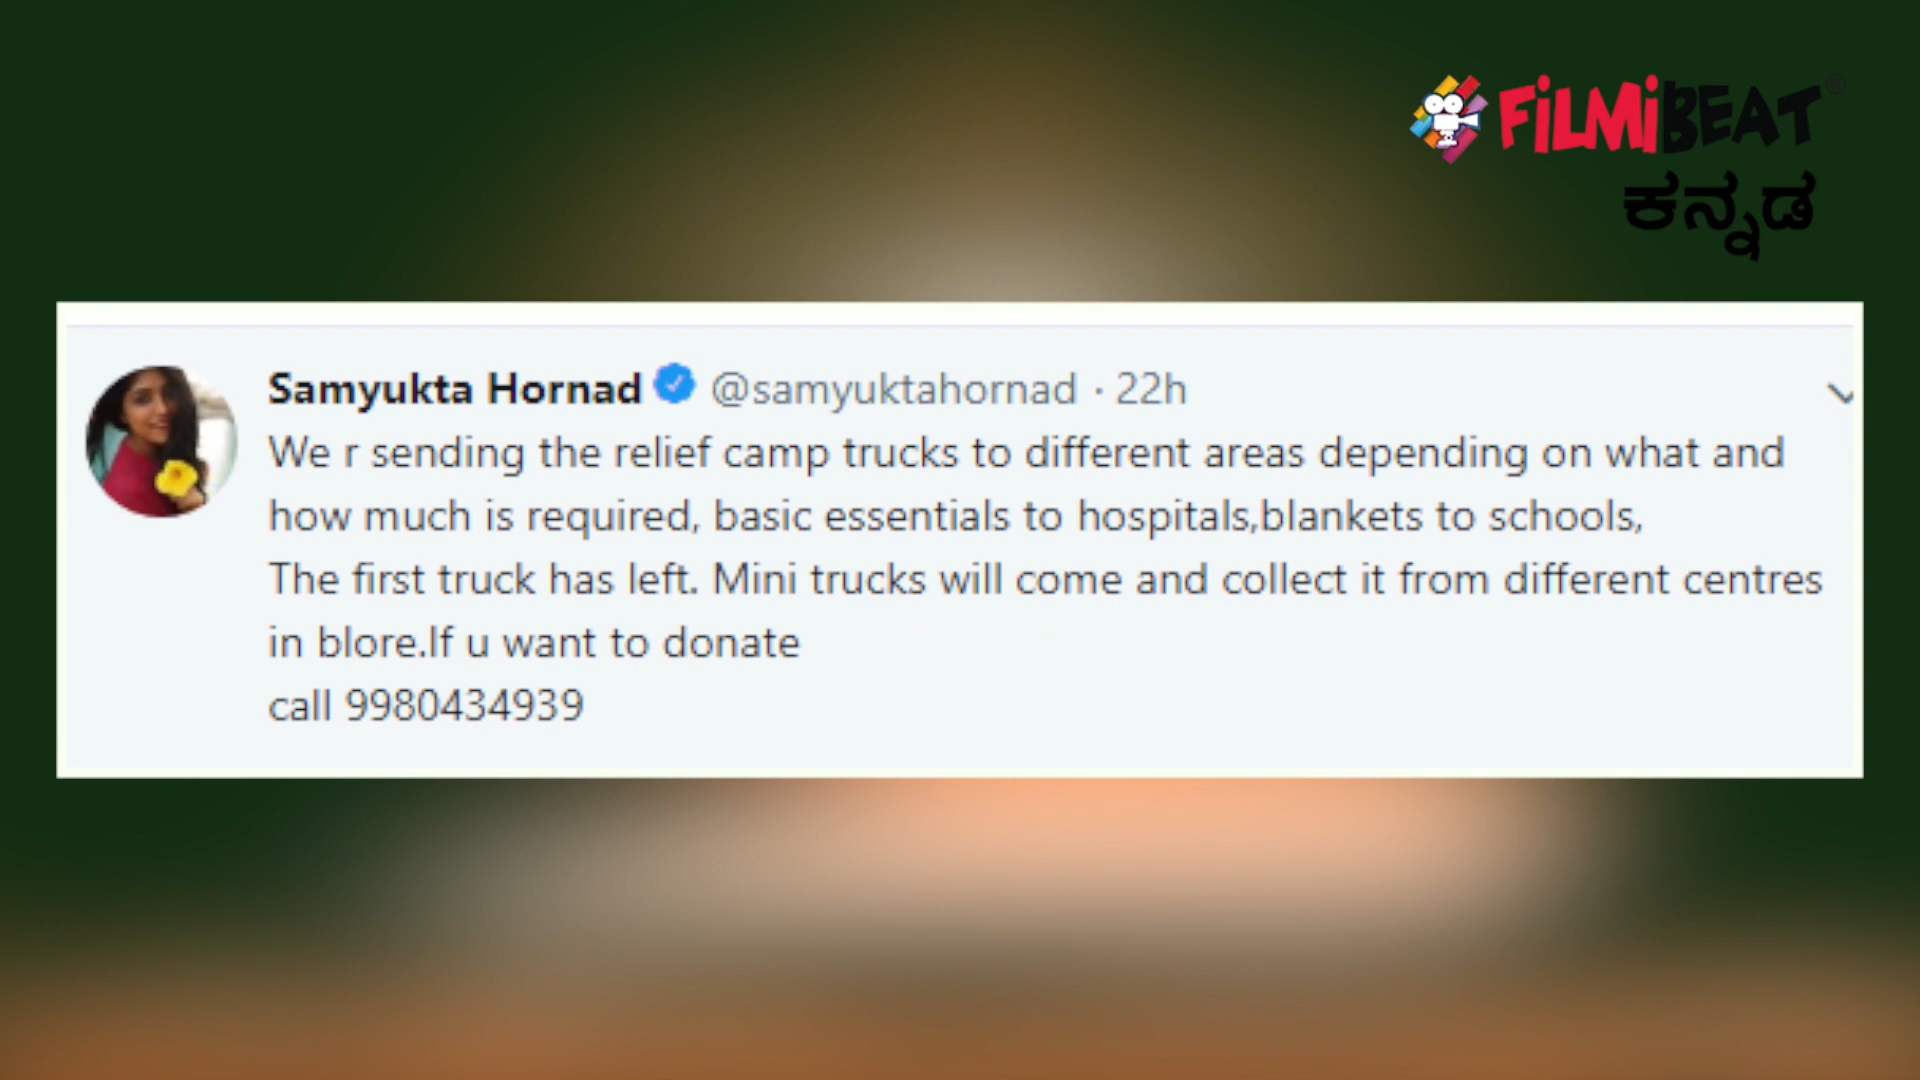 FiLMiBEAT®
ಕನ್ನಡ
Samyukta Hornad @samyuktahornad · 22h
We r sending the relief camp trucks to different areas depending on what and
how much is required, basic essentials to hospitals,blankets to schools,
The first truck has left. Mini trucks will come and collect it from different centres
in blore.If u want to donate
call 9980434939